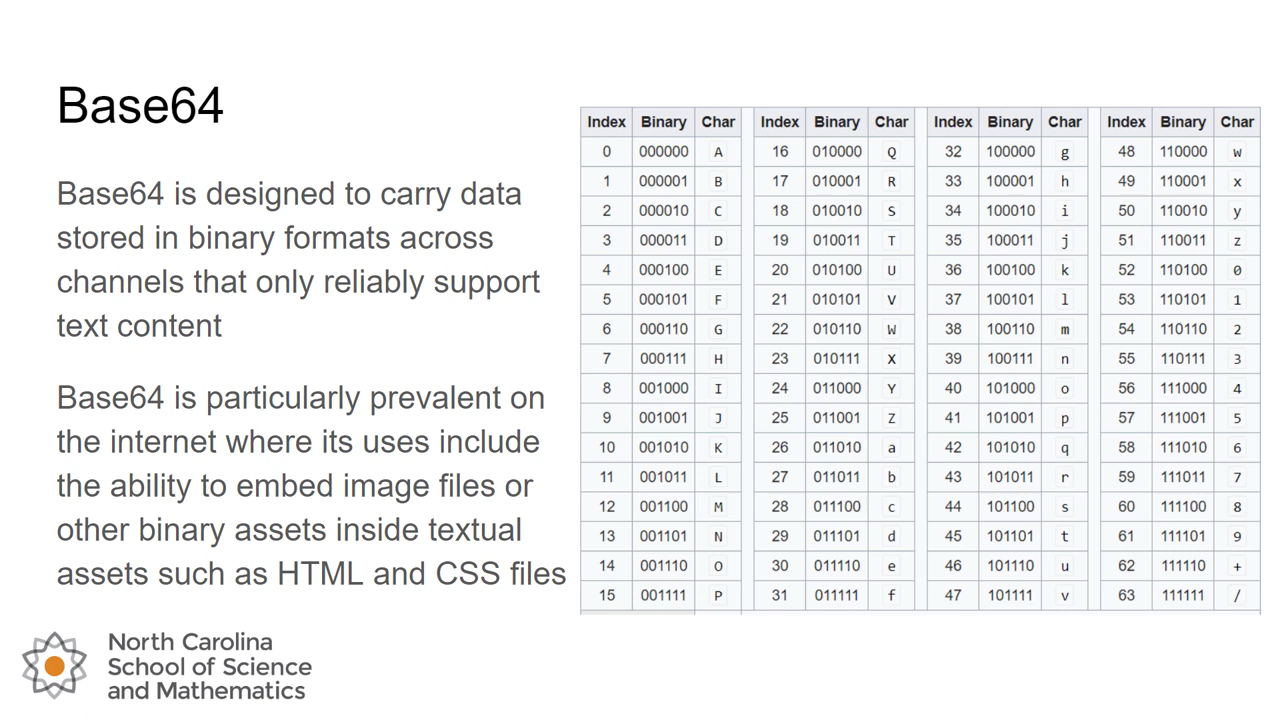 Base64
Base64 is designed to carry data
stored in binary formats across
channels that only reliably support
text content
Base64 is particularly prevalent on
the internet where its uses include
the ability to embed image files or
other binary assets inside textual
assets such as HTML and CSS files
Index Binary Char Index Binary Char Index Binary Char Index Binary Char
0 000000 A 16 010000 Q 32 100000 g 48 110000 w
1 000001 B 17 010001 R 33 100001 h 49 110001 x
2 000010 C 18 010010 S 34 100010 i 50 110010 y
3 000011 D 19 010011 T 35 100011 j 51 110011 z
4 000100 E 20 010100 U 36 100100 k 52 110100 0
5 000101 F 21 010101 V 37 100101 l 53 110101 1
6 000110 G 22 010110 W 38 100110 m 54 110110 2
7 000111 H 23 010111 X 39 100111 n 55 110111 3
8 001000 I 24 011000 Y 40 101000 o 56 111000 4
9 001001 J 25 011001 Z 41 101001 p 57 111001 5
10 001010 K 26 011010 a 42 101010 q 58 111010 6
11 001011 L 27 011011 b 43 101011 r 59 111011 7
12 001100 M 28 011100 c 44 101100 s 60 111100 8
13 001101 N 29 011101 d 45 101101 t 61 111101 9
14 001110 O 30 011110 e 46 101110 u 62 111110 +
15 001111 P 31 011111 f 47 101111 v 63 111111 /
North Carolina
School of Science
and Mathematics